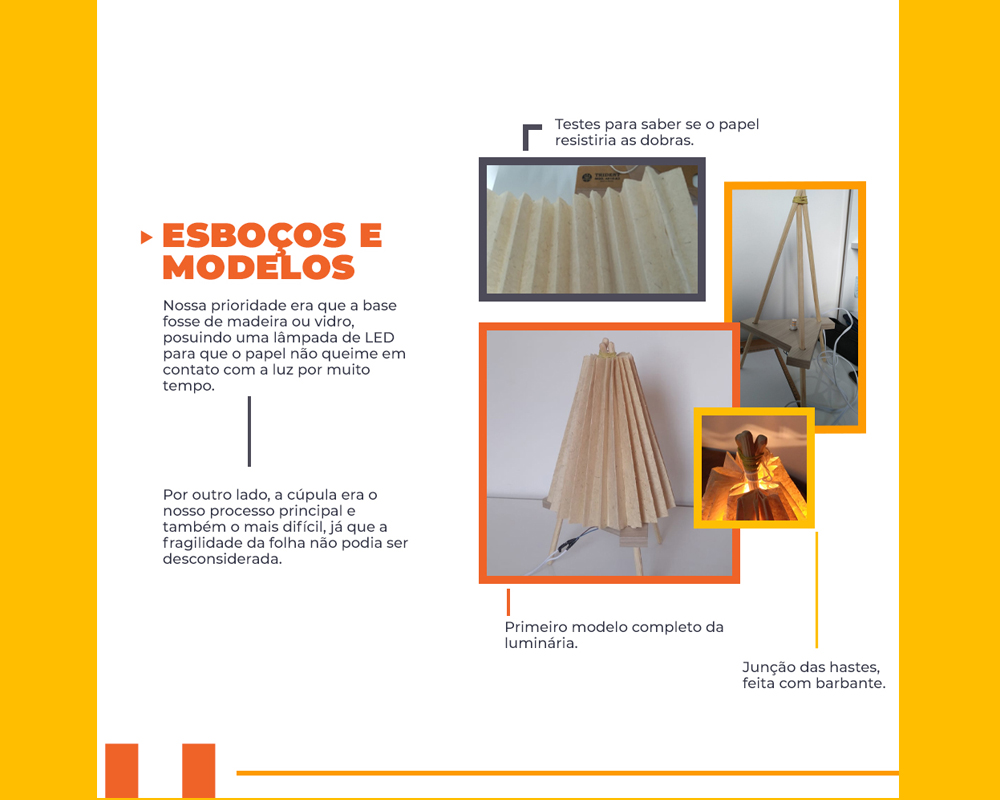 Testes para saber se o papel
resistiria as dobras.
TRIDENT
ESBOÇOS E
MODELOS
Nossa prioridade era que a base
fosse de madeira ou vidro,
posuindo uma lâmpada de LED
para que o papel não queime em
contato com a luz por muito
tempo.
Por outro lado, a cúpula era o
nosso processo principal e
também o mais difícil, já que a
fragilidade da folha não podia ser
desconsiderada.
Primeiro modelo completo da
luminária.
Junção das hastes,
feita com barbante.